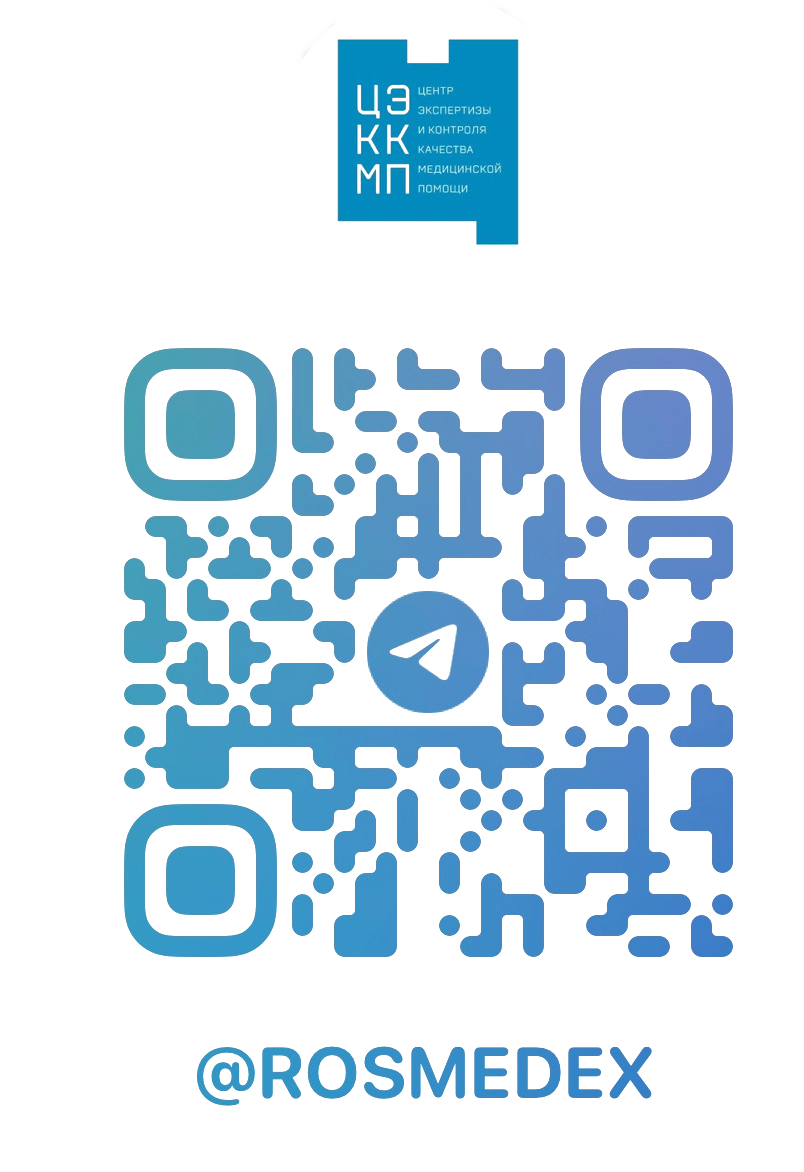 ЦЭ
КК
МП
ЦЕНТР
ЭКСПЕРТИЗЫ
И КОНТРОЛЯ
КАЧЕСТВА
МЕДИЦИНСКОЙ
ПОМОЩИ
@ROSMEDEX